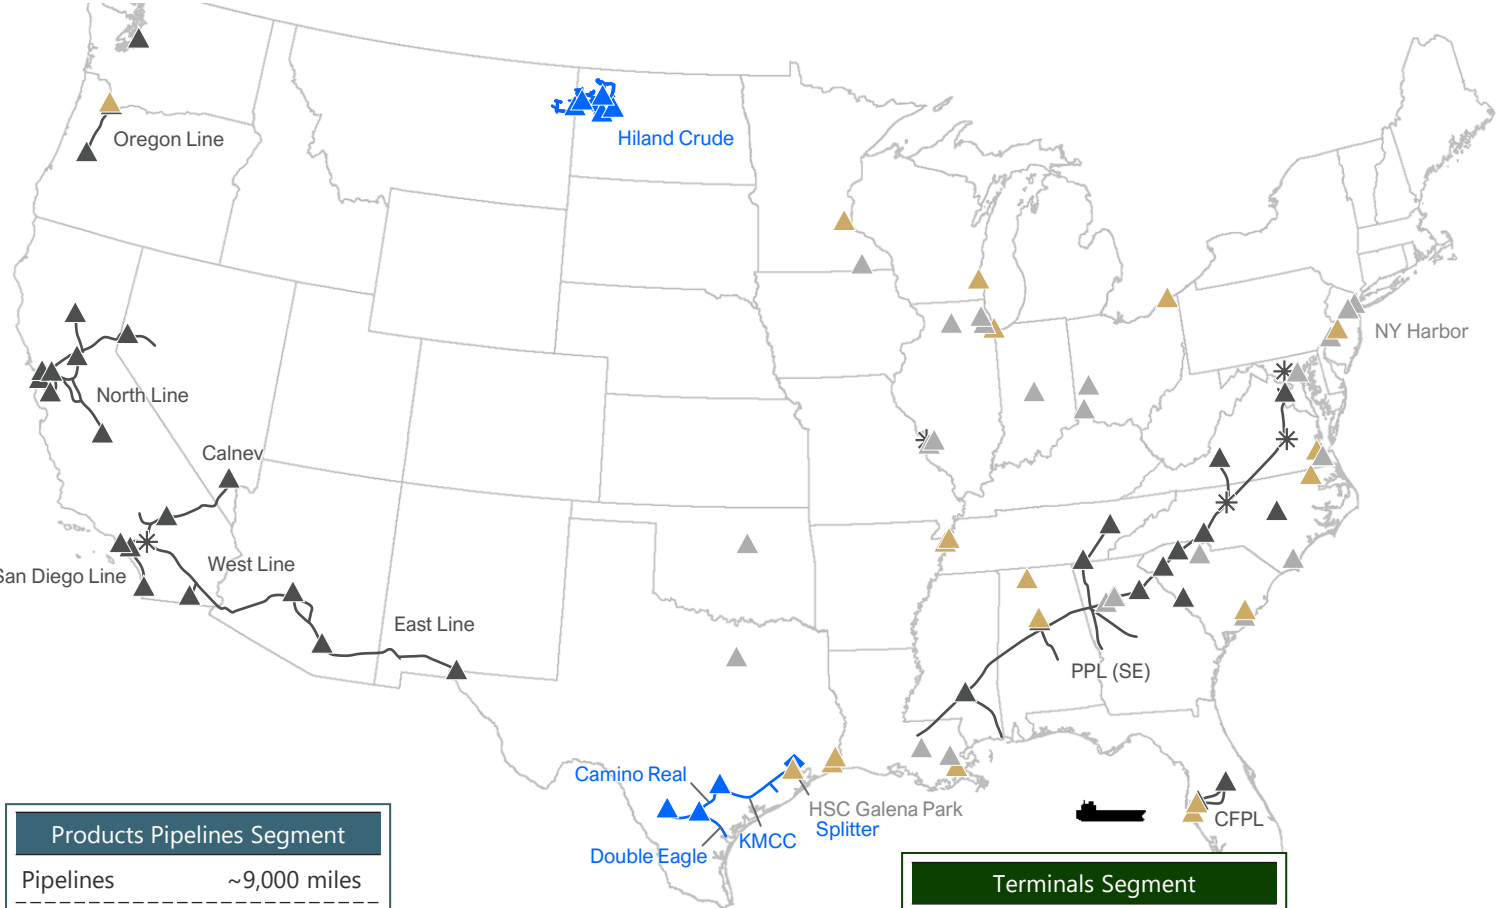 Oregon Line
Hiland Crude
NY Harbor
North Line
Calnev
West Line
San Diego Line
East Line
PPL (SE)
Camino Real
HSC Galena Park
Splitter
KMCC
Double Eagle
CFPL
Products Pipelines Segment
Pipelines ~9,000 miles
Terminals Segment